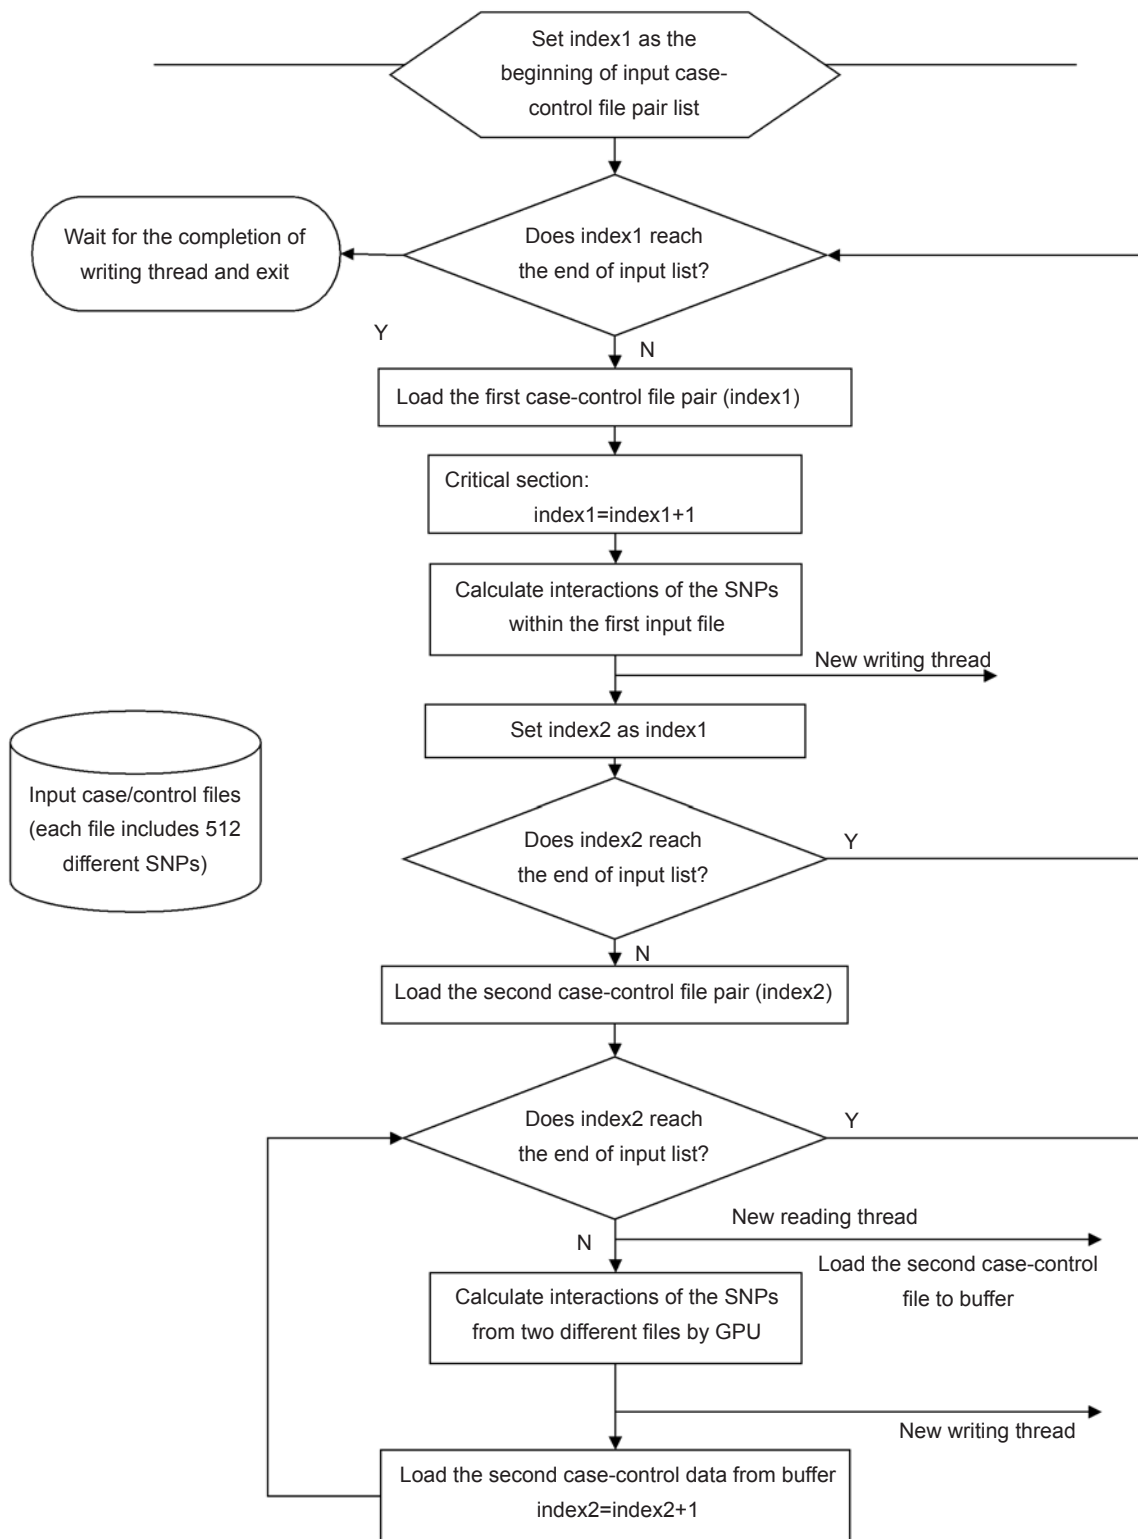 Set index1 as the
beginning of input case-
control file pair list
Wait for the completion of
writing thread and exit
Does index1 reach
the end of input list?
Y
N
Load the first case-control file pair (index1)
Critical section:
index1=index1+1
Calculate interactions of the SNPs
within the first input file
New writing thread
Set index2 as index1
Input case/control files
(each file includes 512
different SNPs)
Does index2 reach
the end of input list?
Y
N
Load the second case-control file pair (index2)
Does index2 reach
the end of input list?
Y
New reading thread
N
Load the second case-control
file to buffer
Calculate interactions of the SNPs
from two different files by GPU
New writing thread
Load the second case-control data from buffer
index2=index2+1